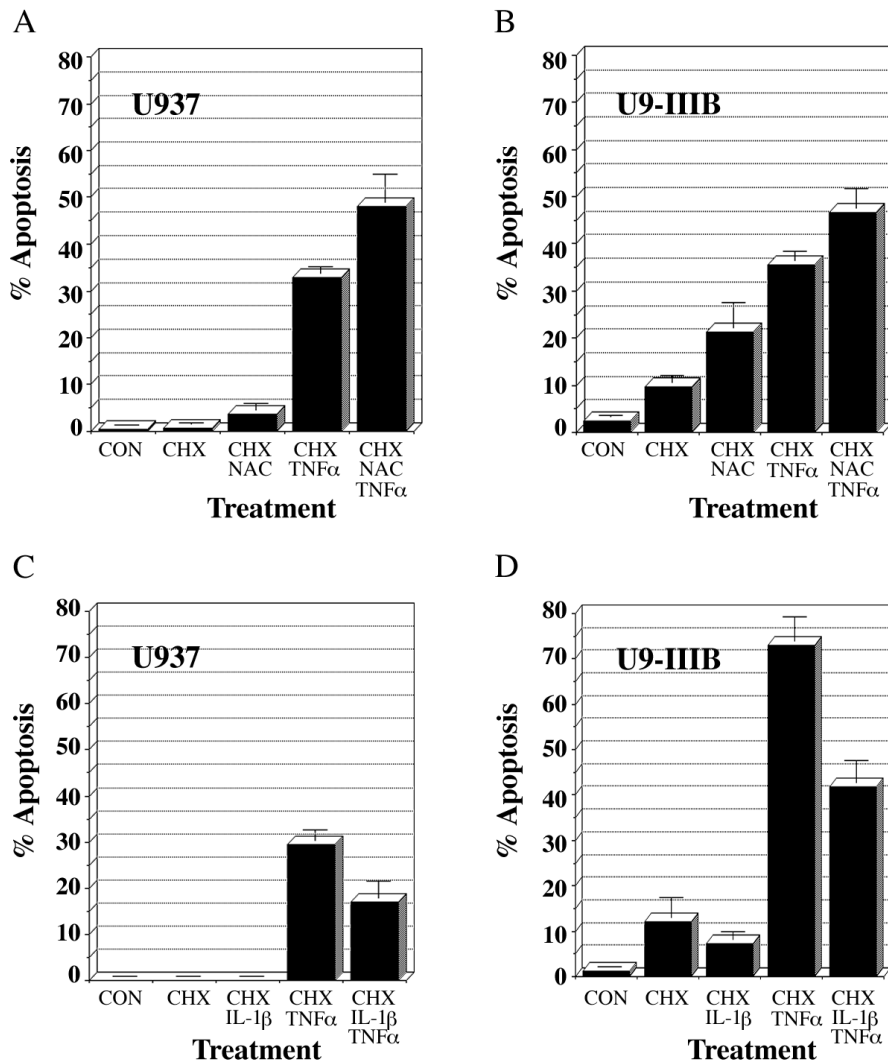 A
80
70
60
50
40
30
20
10
0
% Apoptosis
U937
CON
CHX
CHX
NAC
CHX
TNFα
CHX
NAC
TNFα
Treatment
B
80
70
60
50
40
30
20
10
0
% Apoptosis
U9-IIIB
CON
CHX
CHX
NAC
CHX
TNFα
CHX
NAC
TNFα
Treatment
C
80
70
60
50
40
30
20
10
0
% Apoptosis
U937
CON
CHX
CHX
IL-1β
CHX
TNFα
CHX
IL-1β
TNFα
Treatment
D
80
70
60
50
40
30
20
10
0
% Apoptosis
U9-IIIB
CON
CHX
CHX
IL-1β
CHX
TNFα
CHX
IL-1β
TNFα
Treatment